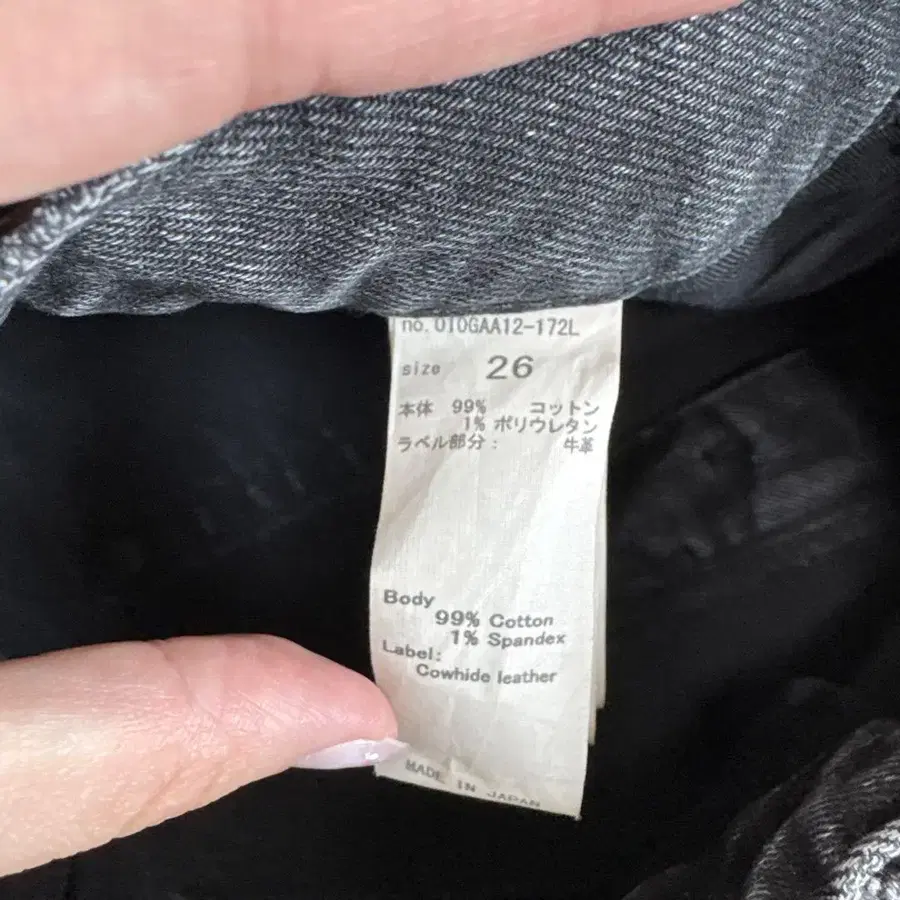 no. 010GAA12-172L
size 26
本体 99% コットン
1% ポリウレタン
ラベル部分: 牛革
Body
99% Cotton
1% Spandex
Label:
Cowhide leather
MADE IN JAPAN